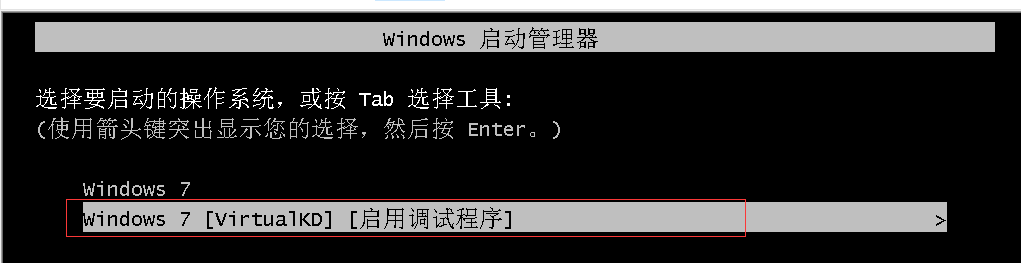 Windows 启动管理器
选择要启动的操作系统，或按 Tab 选择工具:
(使用箭头键突出显示您的选择，然后按 Enter。)
Windows 7
Windows 7 [VirtualKD] [启用调试程序] >